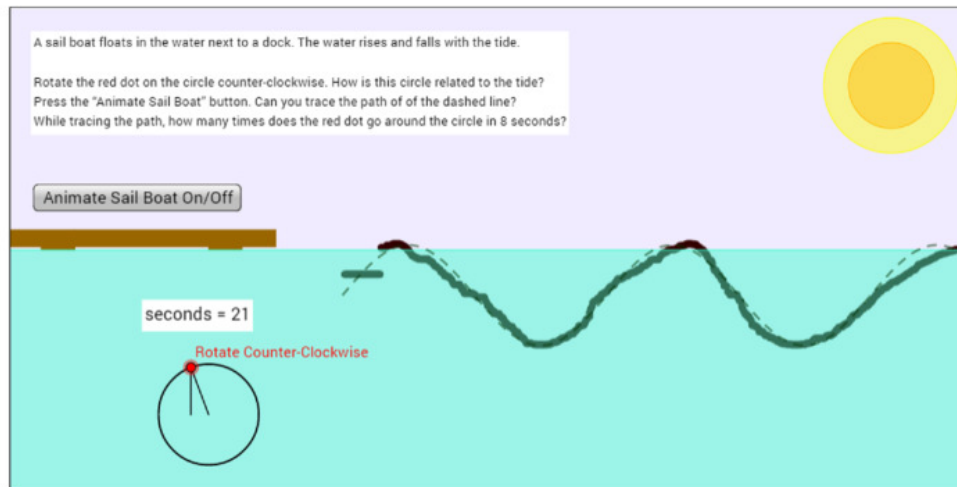 A sail boat floats in the water next to a dock. The water rises and falls with the tide.
Rotate the red dot on the circle counter-clockwise. How is this circle related to the tide?
Press the "Animate Sail Boat" button. Can you trace the path of of the dashed line?
While tracing the path, how many times does the red dot go around the circle in 8 seconds?
Animate Sail Boat On/Off
seconds = 21
Rotate Counter-Clockwise